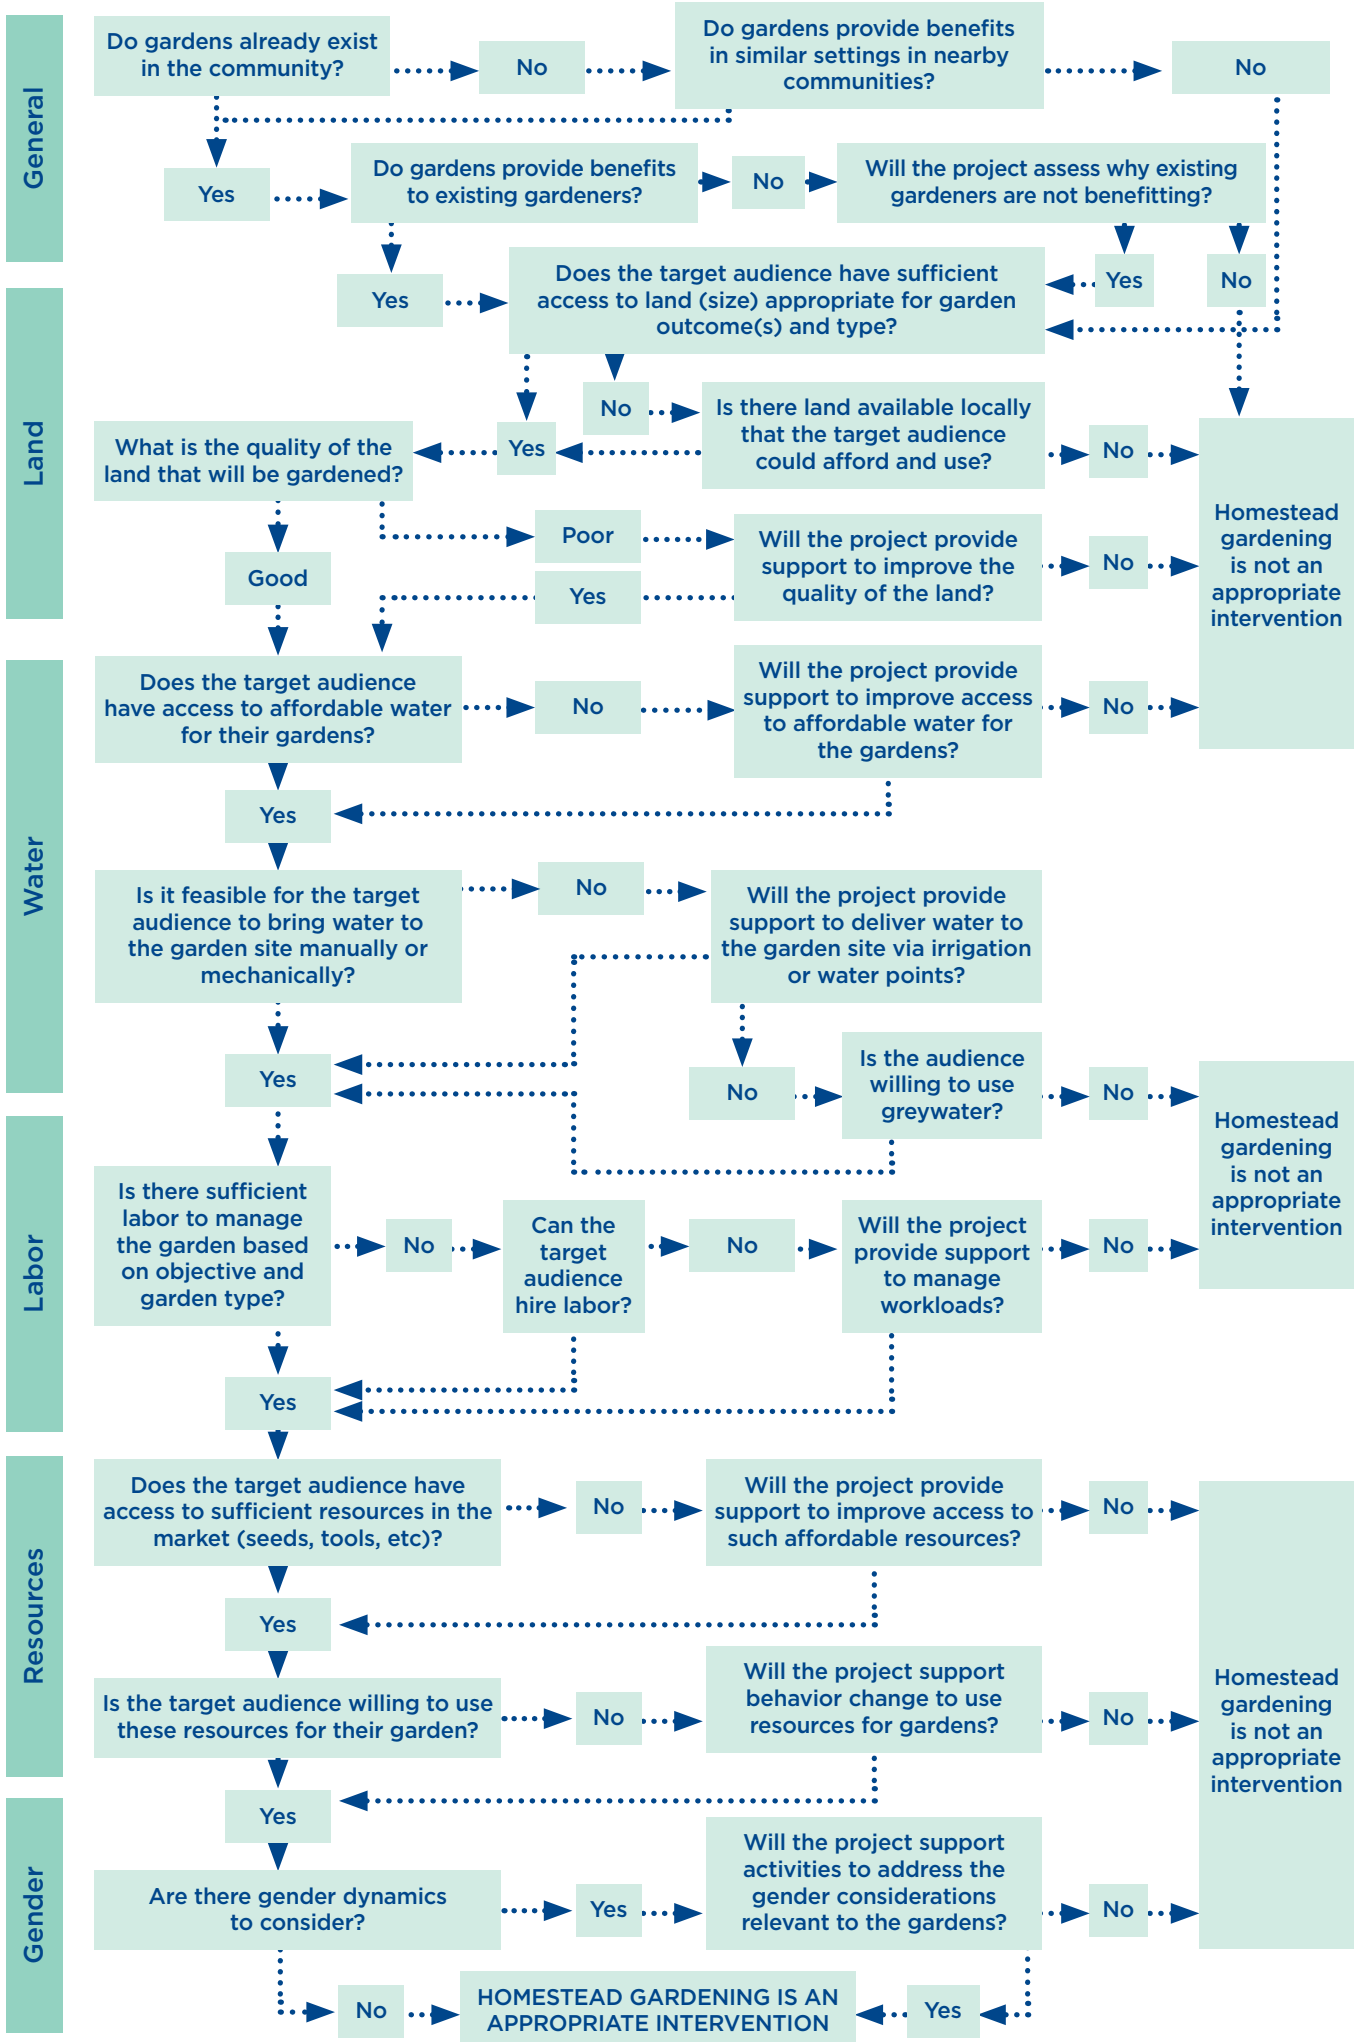 General
Do gardens already exist
in the community?
No
Do gardens provide benefits
in similar settings in nearby
communities?
No
Yes
Do gardens provide benefits
to existing gardeners?
No
Will the project assess why existing
gardeners are not benefitting?
Yes
No
Yes
Land
Does the target audience have sufficient
access to land (size) appropriate for garden
outcome(s) and type?
No
Yes
Is there land available locally
that the target audience
could afford and use?
No
What is the quality of the
land that will be gardened?
Poor
Will the project provide
support to improve the
quality of the land?
No
Good
Yes
Homestead
gardening
is not an
appropriate
intervention
Water
Does the target audience
have access to affordable water
for their gardens?
No
Will the project provide
support to improve access
to affordable water for
the gardens?
No
Yes
Is it feasible for the target
audience to bring water to
the garden site manually or
mechanically?
No
Will the project provide
support to deliver water to
the garden site via irrigation
or water points?
Yes
No
Is the audience
willing to use
greywater?
No
Homestead
gardening
is not an
appropriate
intervention
Labor
Is there sufficient
labor to manage
the garden based
on objective and
garden type?
No
Can the
target
audience
hire labor?
No
Will the project
provide support
to manage
workloads?
No
Yes
Resources
Does the target audience have
access to sufficient resources in the
market (seeds, tools, etc)?
No
Will the project provide
support to improve access to
such affordable resources?
No
Yes
Is the target audience willing to use
these resources for their garden?
No
Will the project support
behavior change to use
resources for gardens?
No
Homestead
gardening
is not an
appropriate
intervention
Yes
Gender
Are there gender dynamics
to consider?
Yes
Will the project support
activities to address the
gender considerations
relevant to the gardens?
No
No
HOMESTEAD GARDENING IS AN
APPROPRIATE INTERVENTION
Yes